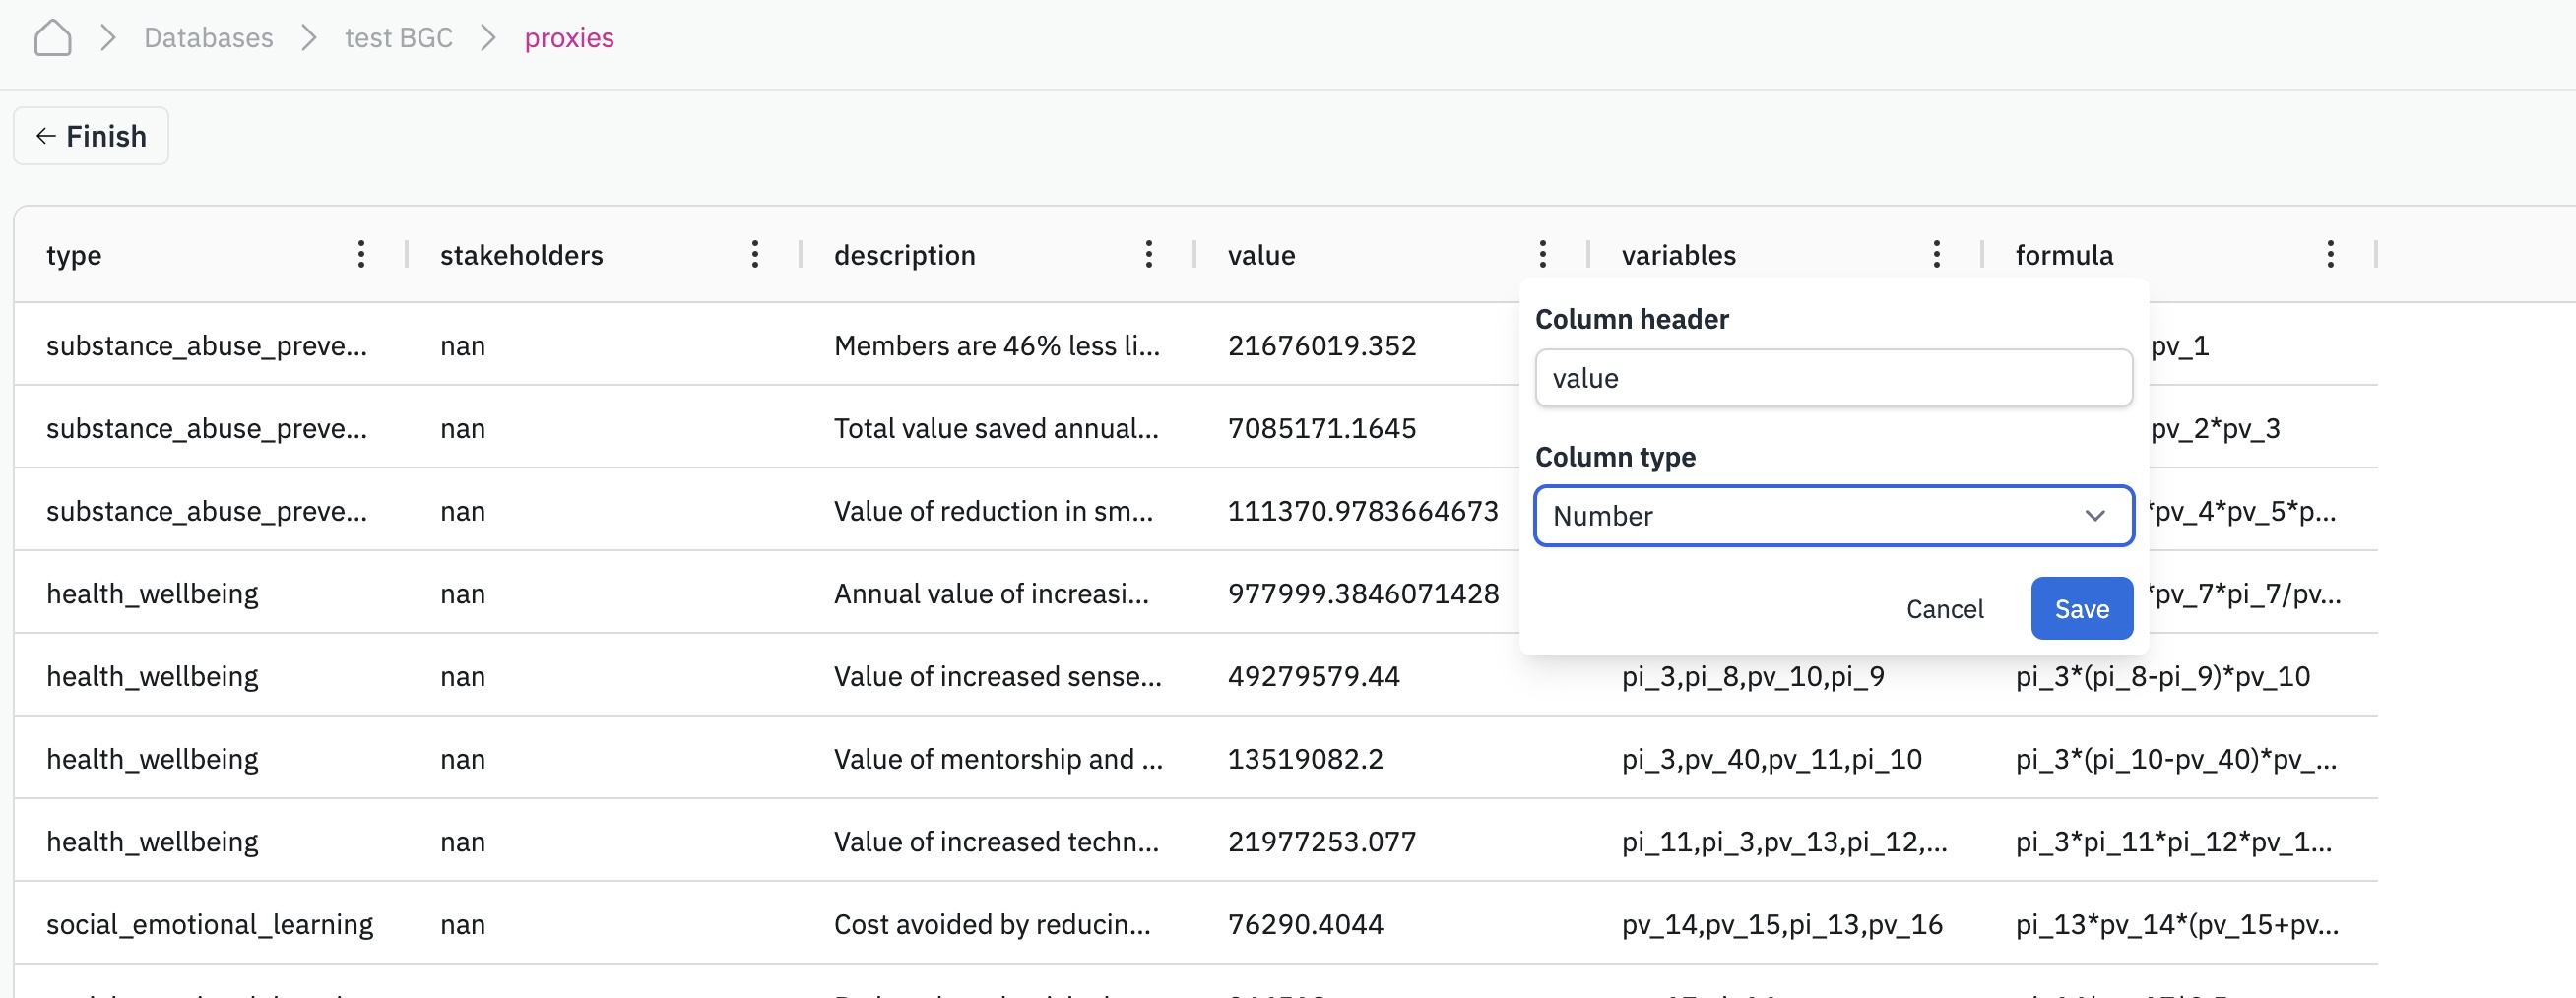 Databases test BGC proxies
← Finish
type stakeholders description value variables formula
Column header
substance_abuse_preve... nan Members are 46% less li... 21676019.352 pv_1
value
substance_abuse_preve... nan Total value saved annual... 7085171.1645 pv_2*pv_3
Column type
substance_abuse_preve... nan Value of reduction in sm... 111370.9783664673 *pv_4*pv_5*p...
Number
health_wellbeing nan Annual value of increasi... 977999.3846071428 *pv_7*pi_7/pv...
Cancel Save
health_wellbeing nan Value of increased sense... 49279579.44 pi_3,pi_8,pv_10,pi_9 pi_3*(pi_8-pi_9)*pv_10
health_wellbeing nan Value of mentorship and ... 13519082.2 pi_3,pv_40,pv_11,pi_10 pi_3*(pi_10-pv_40)*pv_...
health_wellbeing nan Value of increased techn... 21977253.077 pi_11,pi_3,pv_13,pi_12,... pi_3*pi_11*pi_12*pv_1...
social_emotional_learning nan Cost avoided by reducin... 76290.4044 pv_14,pv_15,pi_13,pv_16 pi_13*pv_14*(pv_15+pv...